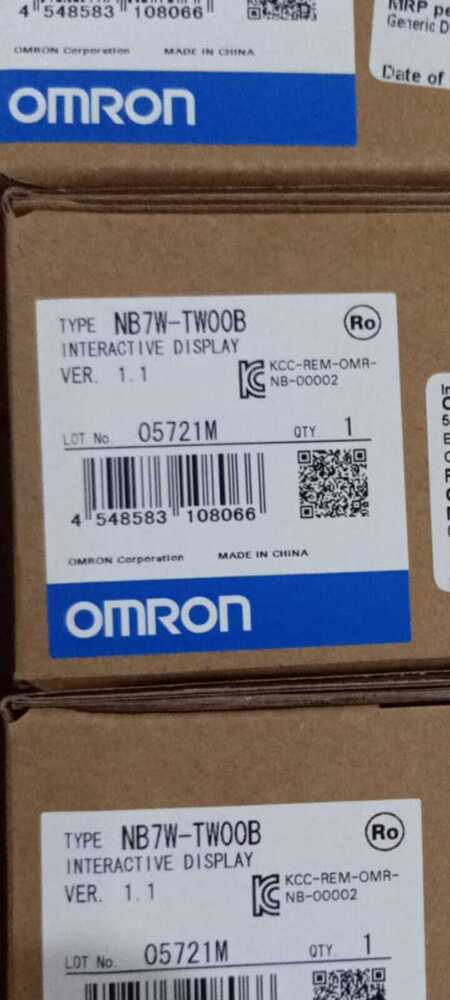 4 548583 108066
OMRON Corporation MADE IN CHINA
OMRON
MRP pe
Generic D
Date of
TYPE NB7W-TW00B Ro
INTERACTIVE DISPLAY
VER. 1.1
KCC-REM-OMR-
NB-00002
LOT No. 05721M QTY. 1
4 548583 108066
OMRON Corporation MADE IN CHINA
OMRON
In
TYPE NB7W-TW00B Ro
INTERACTIVE DISPLAY
VER. 1.1
KCC-REM-OMR-
NB-00002
LOT No. 05721M QTY. 1